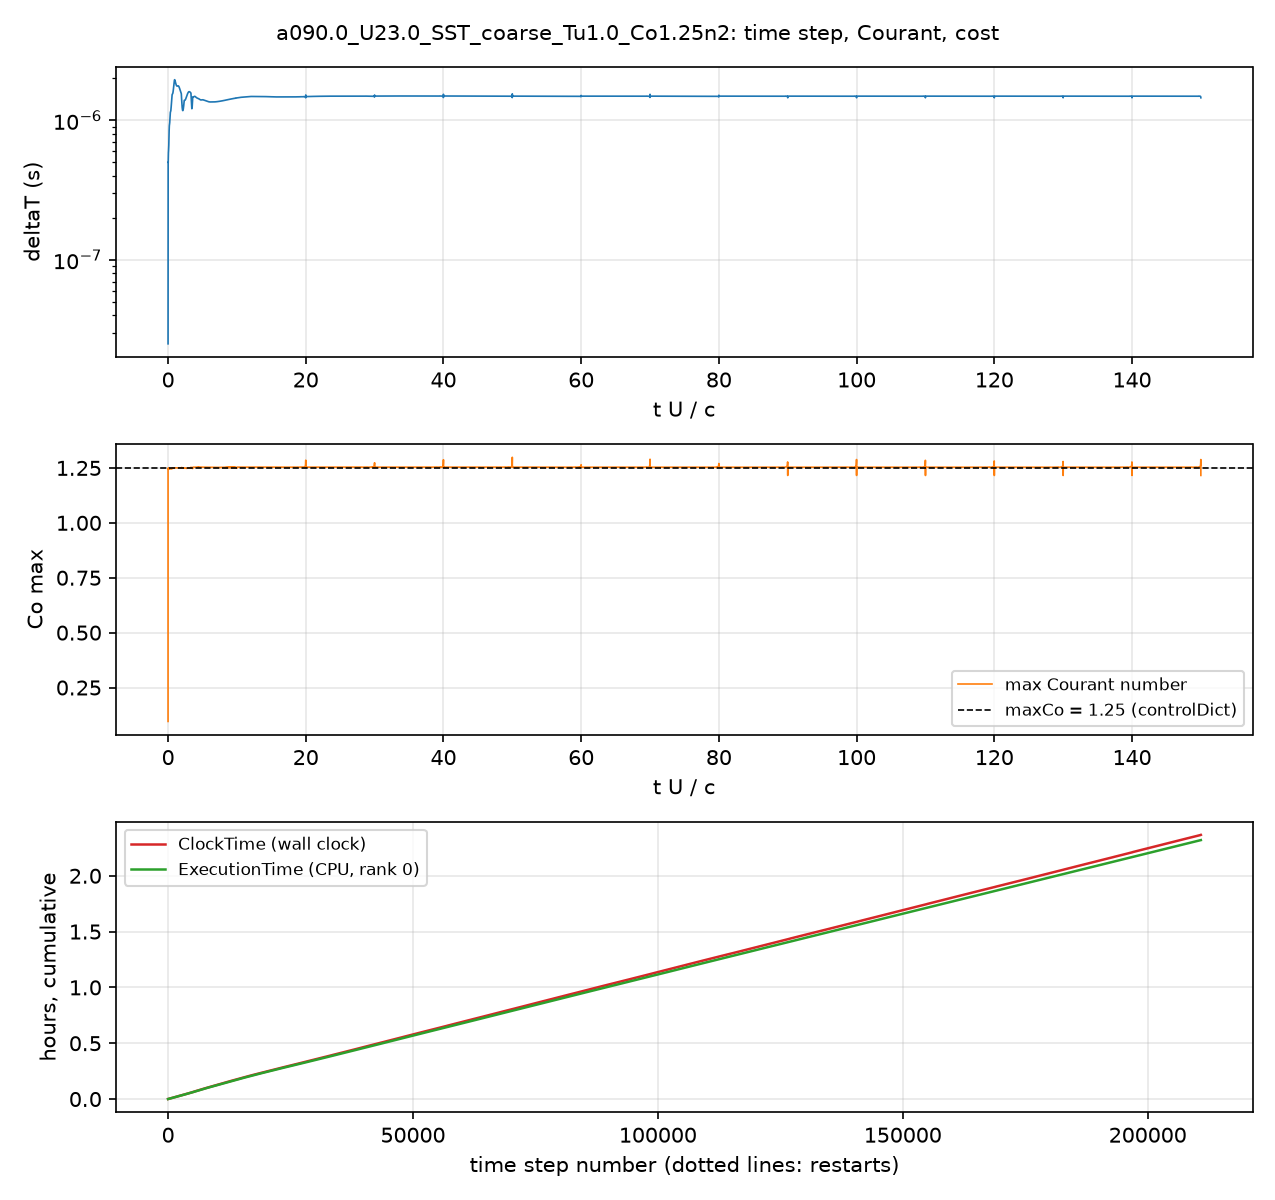 a090.0_U23.0_SST_coarse_Tu1.0_Co1.25n2: time step, Courant, cost
deltaT (s)
10⁻⁶
10⁻⁷
0 20 40 60 80 100 120 140
t U / c
Co max
1.25
1.00
0.75
0.50
0.25
max Courant number
maxCo = 1.25 (controlDict)
0 20 40 60 80 100 120 140
t U / c
hours, cumulative
ClockTime (wall clock)
ExecutionTime (CPU, rank 0)
2.0
1.5
1.0
0.5
0.0
0 50000 100000 150000 200000
time step number (dotted lines: restarts)